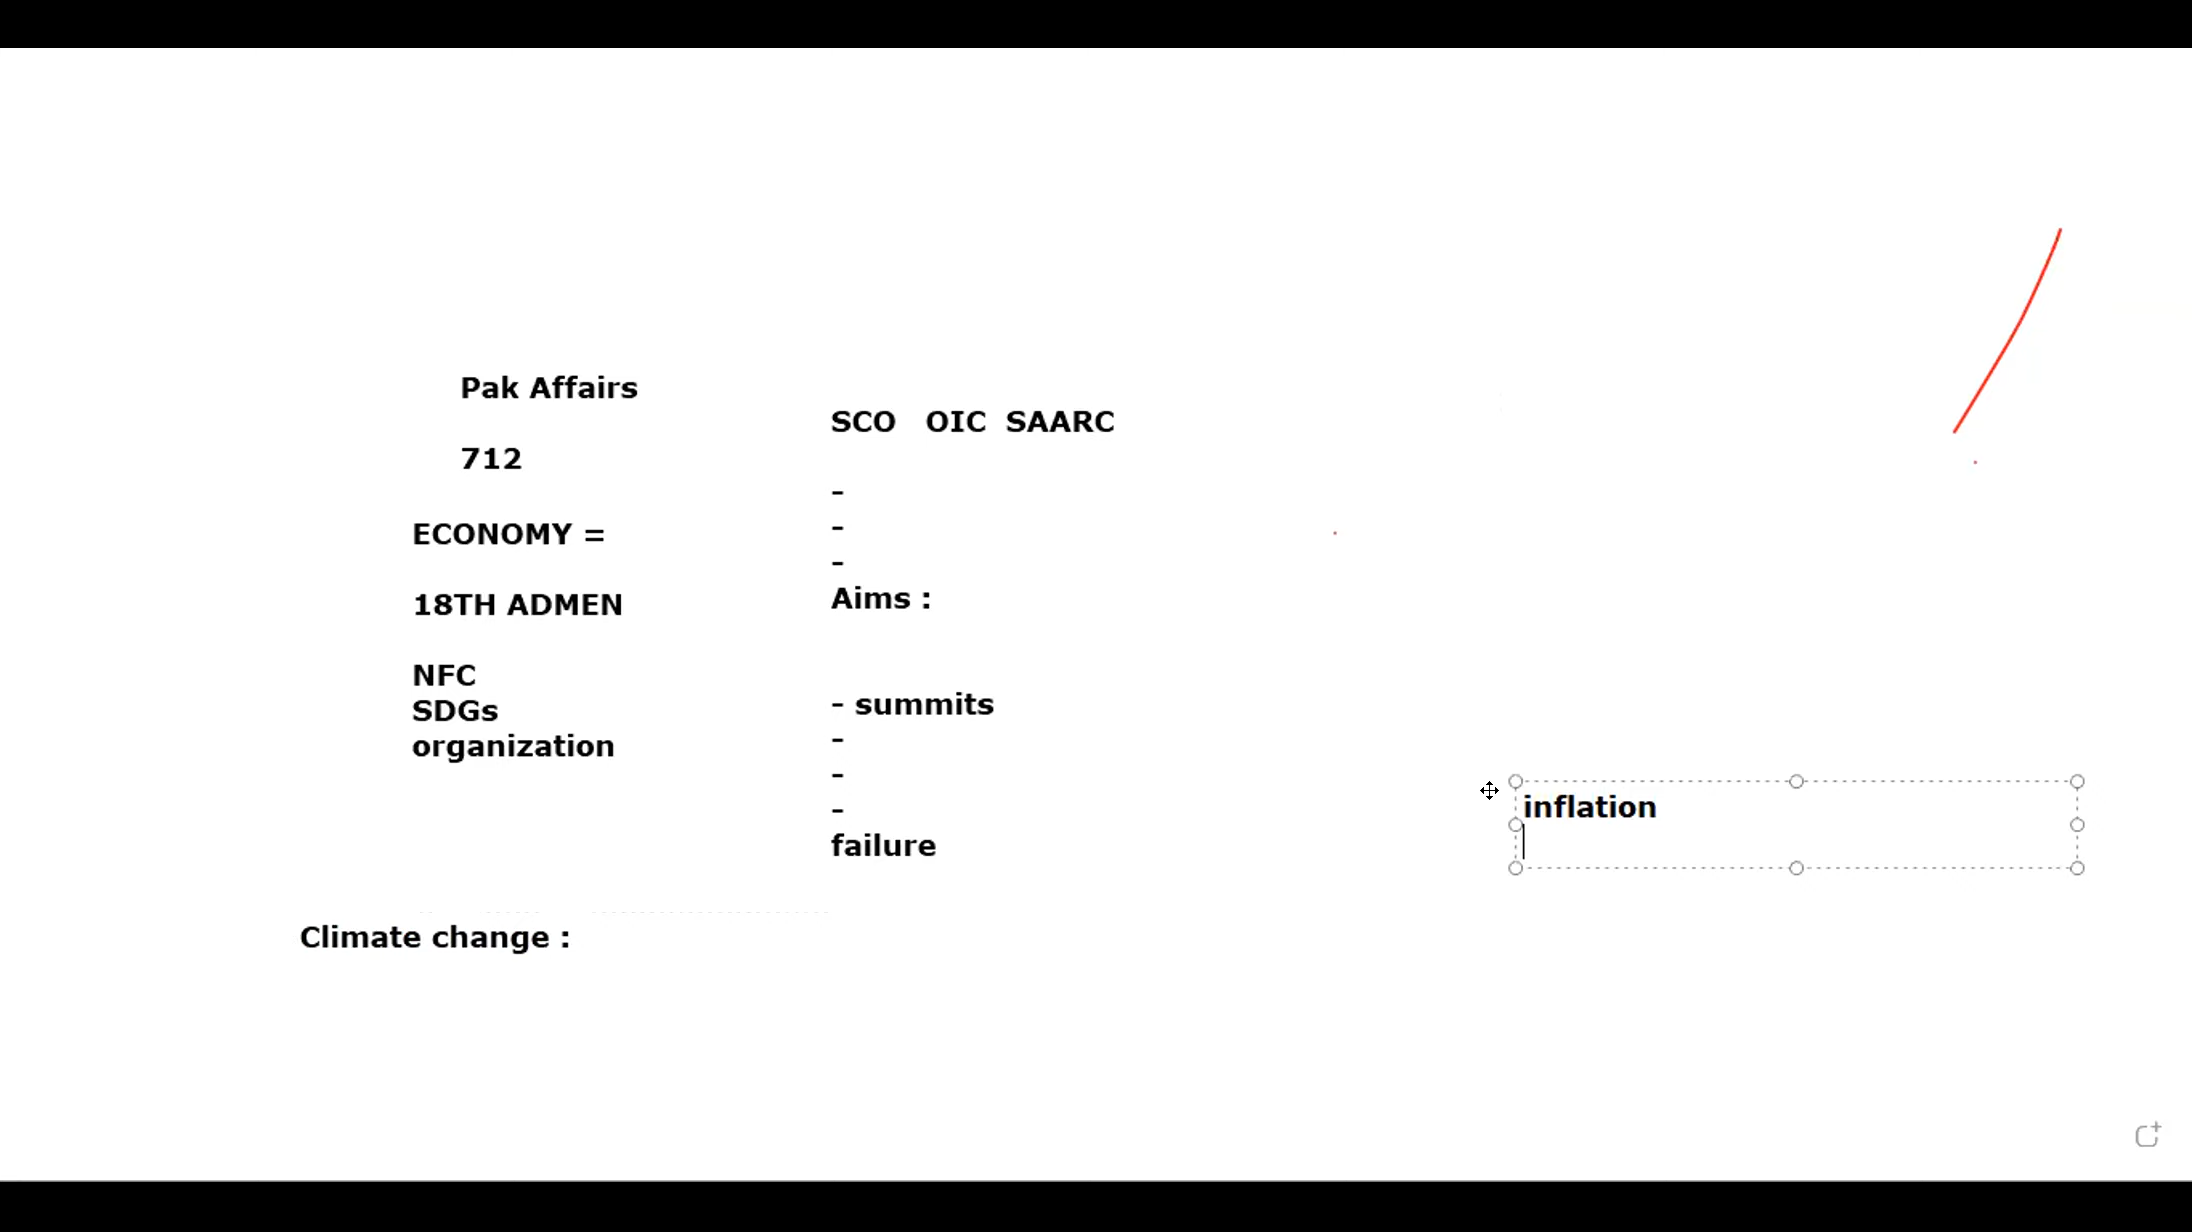 Pak Affairs
712
ECONOMY =
18TH ADMEN
NFC
SDGs
organization
SCO OIC SAARC
-
-
-
Aims :
- summits
-
-
-
failure
inflation
Climate change :